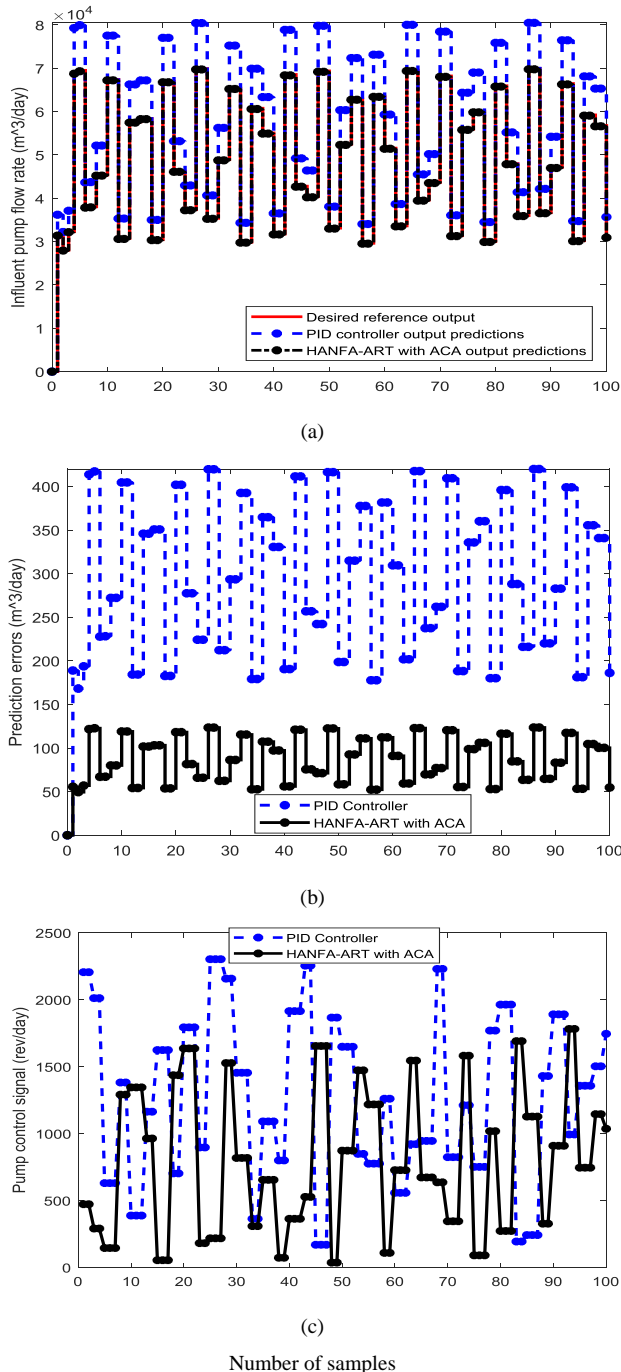 ×10^4
8
7
6
5
4
3
2
1
0
Influent pump flow rate (m^3/day)
Desired reference output
PID controller output predictions
HANFA-ART with ACA output predictions
0 10 20 30 40 50 60 70 80 90 100
(a)
400
350
300
250
200
150
100
50
0
Prediction errors (m^3/day)
PID Controller
HANFA-ART with ACA
0 10 20 30 40 50 60 70 80 90 100
(b)
2500
2000
1500
1000
500
0
Pump control signal (rev/day)
PID Controller
HANFA-ART with ACA
0 10 20 30 40 50 60 70 80 90 100
(c)
Number of samples